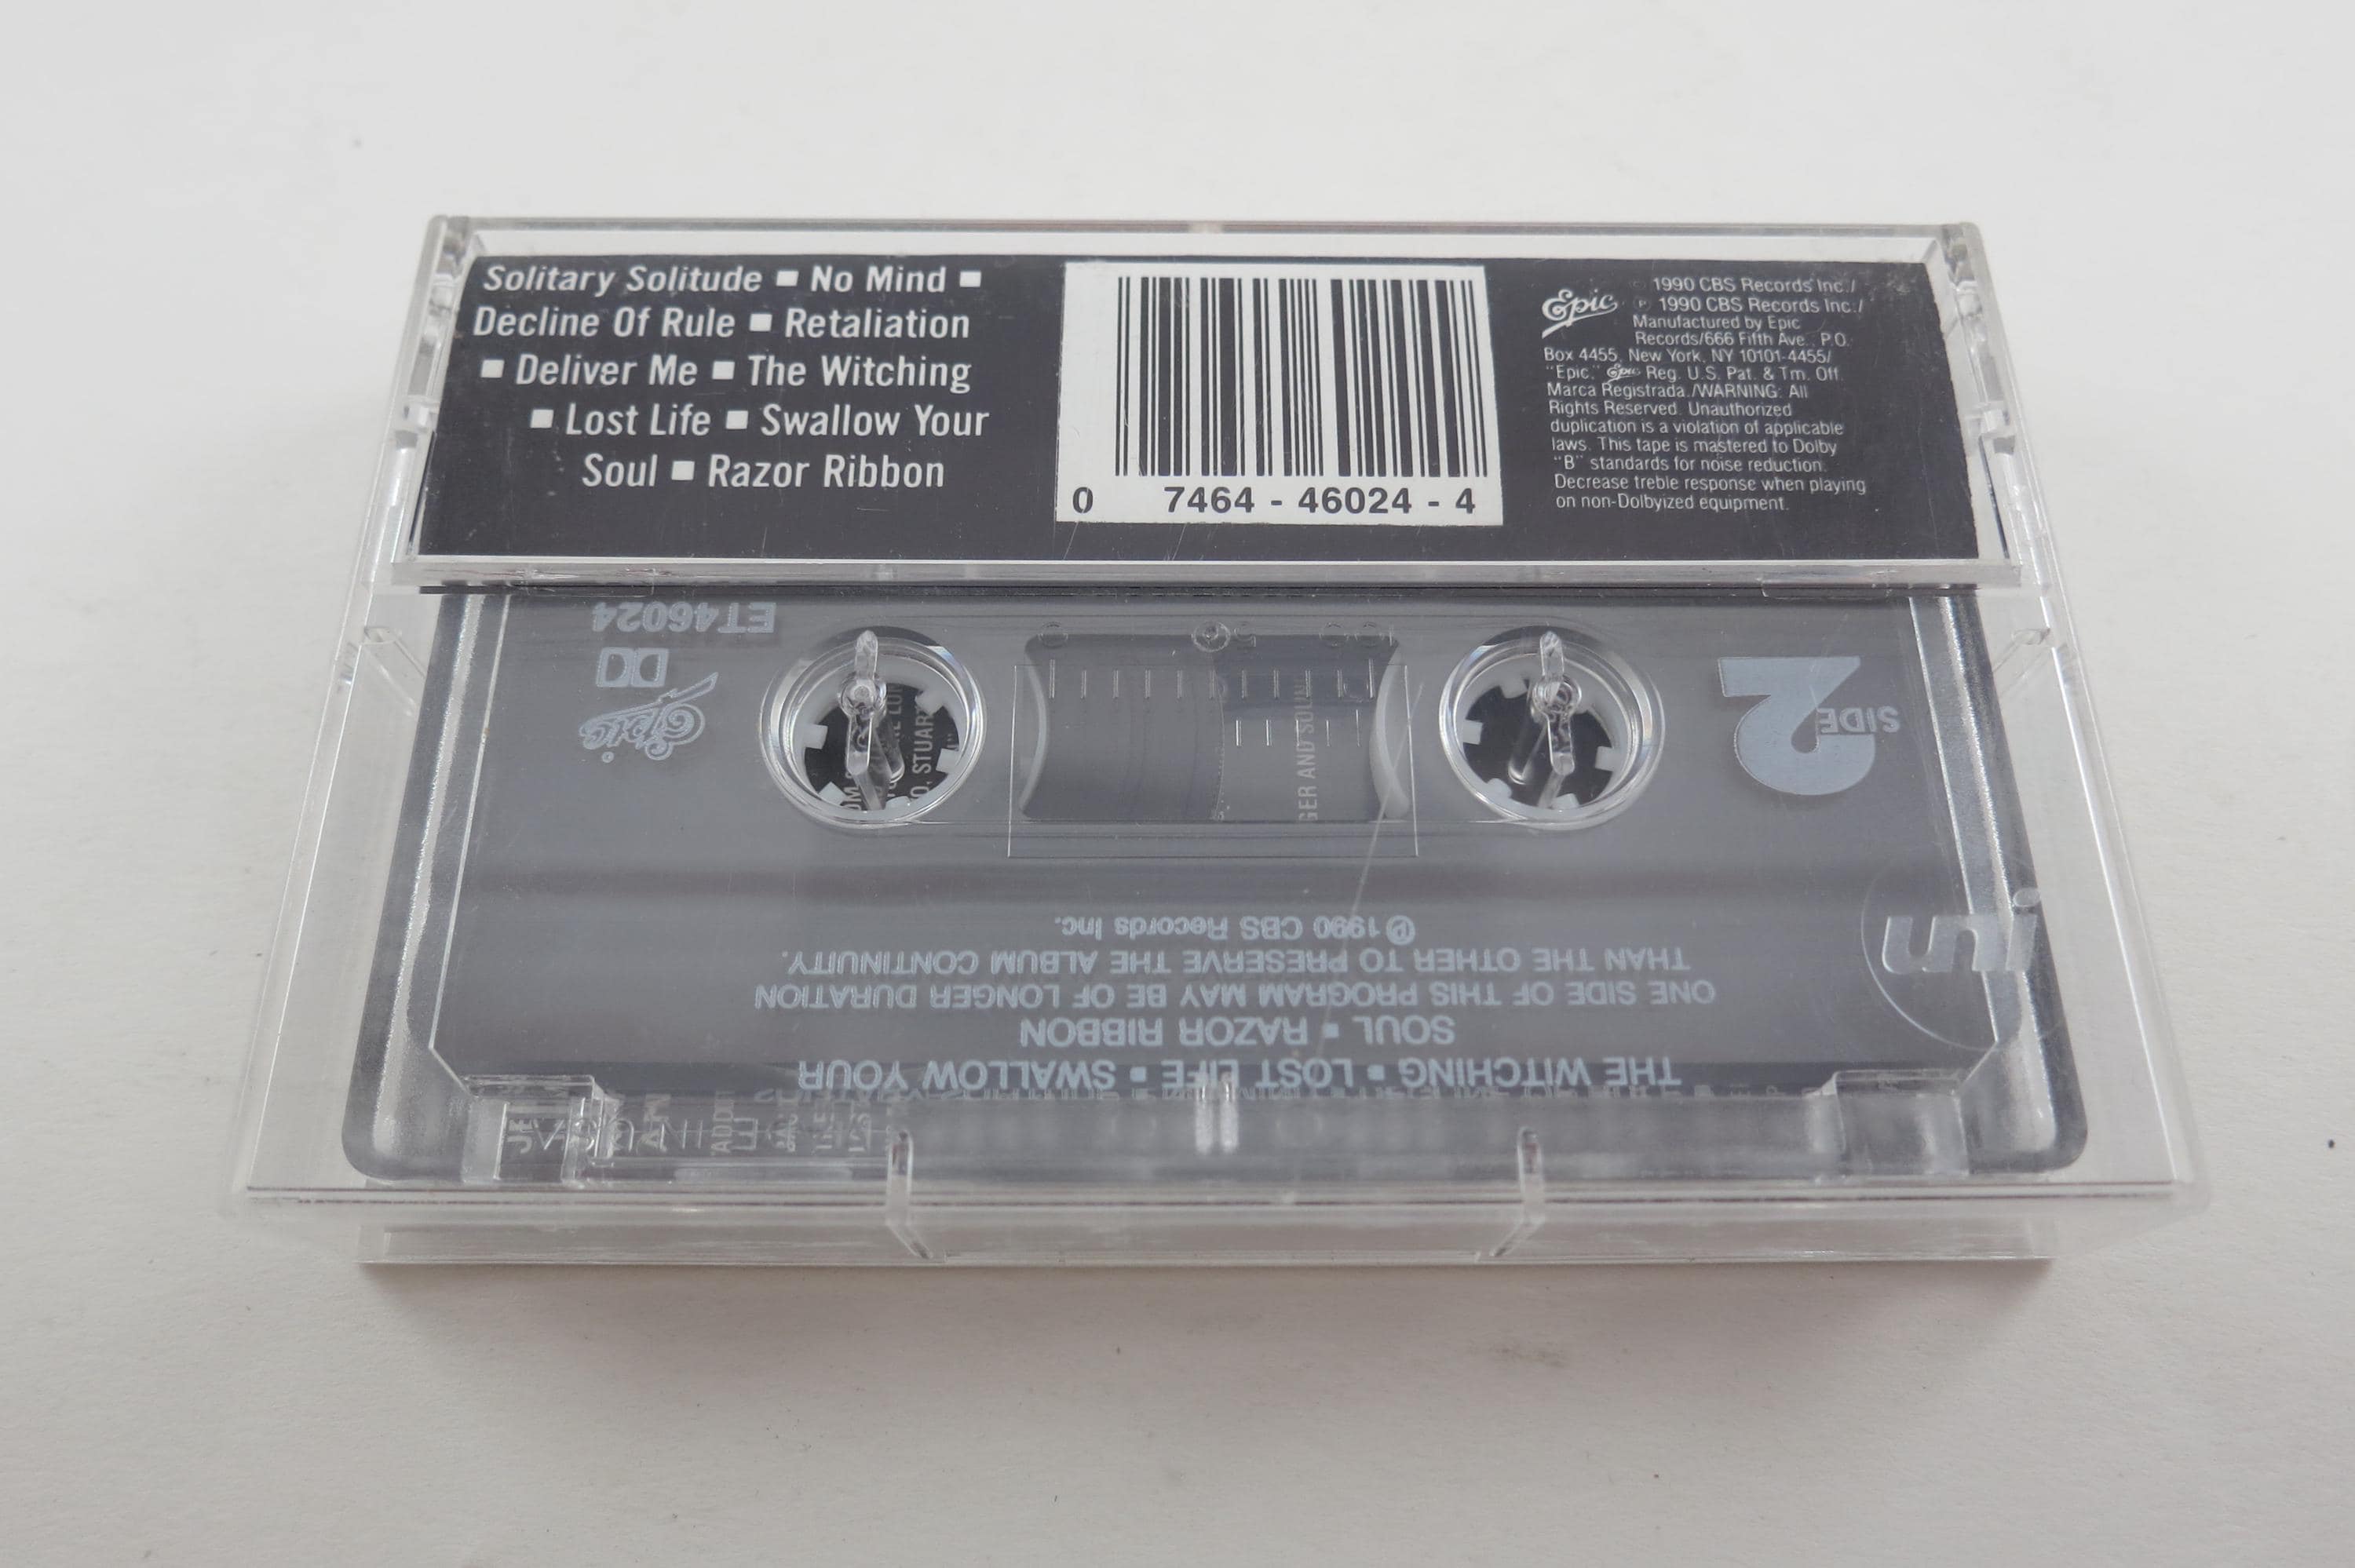 Solitary Solitude ■ No Mind ■
Decline Of Rule ■ Retaliation
■ Deliver Me ■ The Witching
■ Lost Life ■ Swallow Your
Soul ■ Razor Ribbon
0 7464 - 46024 - 4
Epic
© 1990 CBS Records Inc./
℗ 1990 CBS Records Inc./
Manufactured by Epic
Records/666 Fifth Ave., P.O.
Box 4455, New York, NY 10101-4455/
"Epic," Epic Reg. U.S. Pat. & Tm. Off.
Marca Registrada./WARNING: All
Rights Reserved. Unauthorized
duplication is a violation of applicable
laws. This tape is mastered to Dolby
"B" standards for noise reduction.
Decrease treble response when playing
on non-Dolbyized equipment.
THE WITCHING ▪ LOST LIFE ▪ SWALLOW YOUR
SOUL ▪ RAZOR RIBBON
ONE SIDE OF THIS PROGRAM MAY BE OF LONGER DURATION
THAN THE OTHER TO PRESERVE THE ALBUM CONTINUITY.
℗ 1990 CBS Records Inc.
SIDE 2
Epic
ET46024
STUAR
GER AND